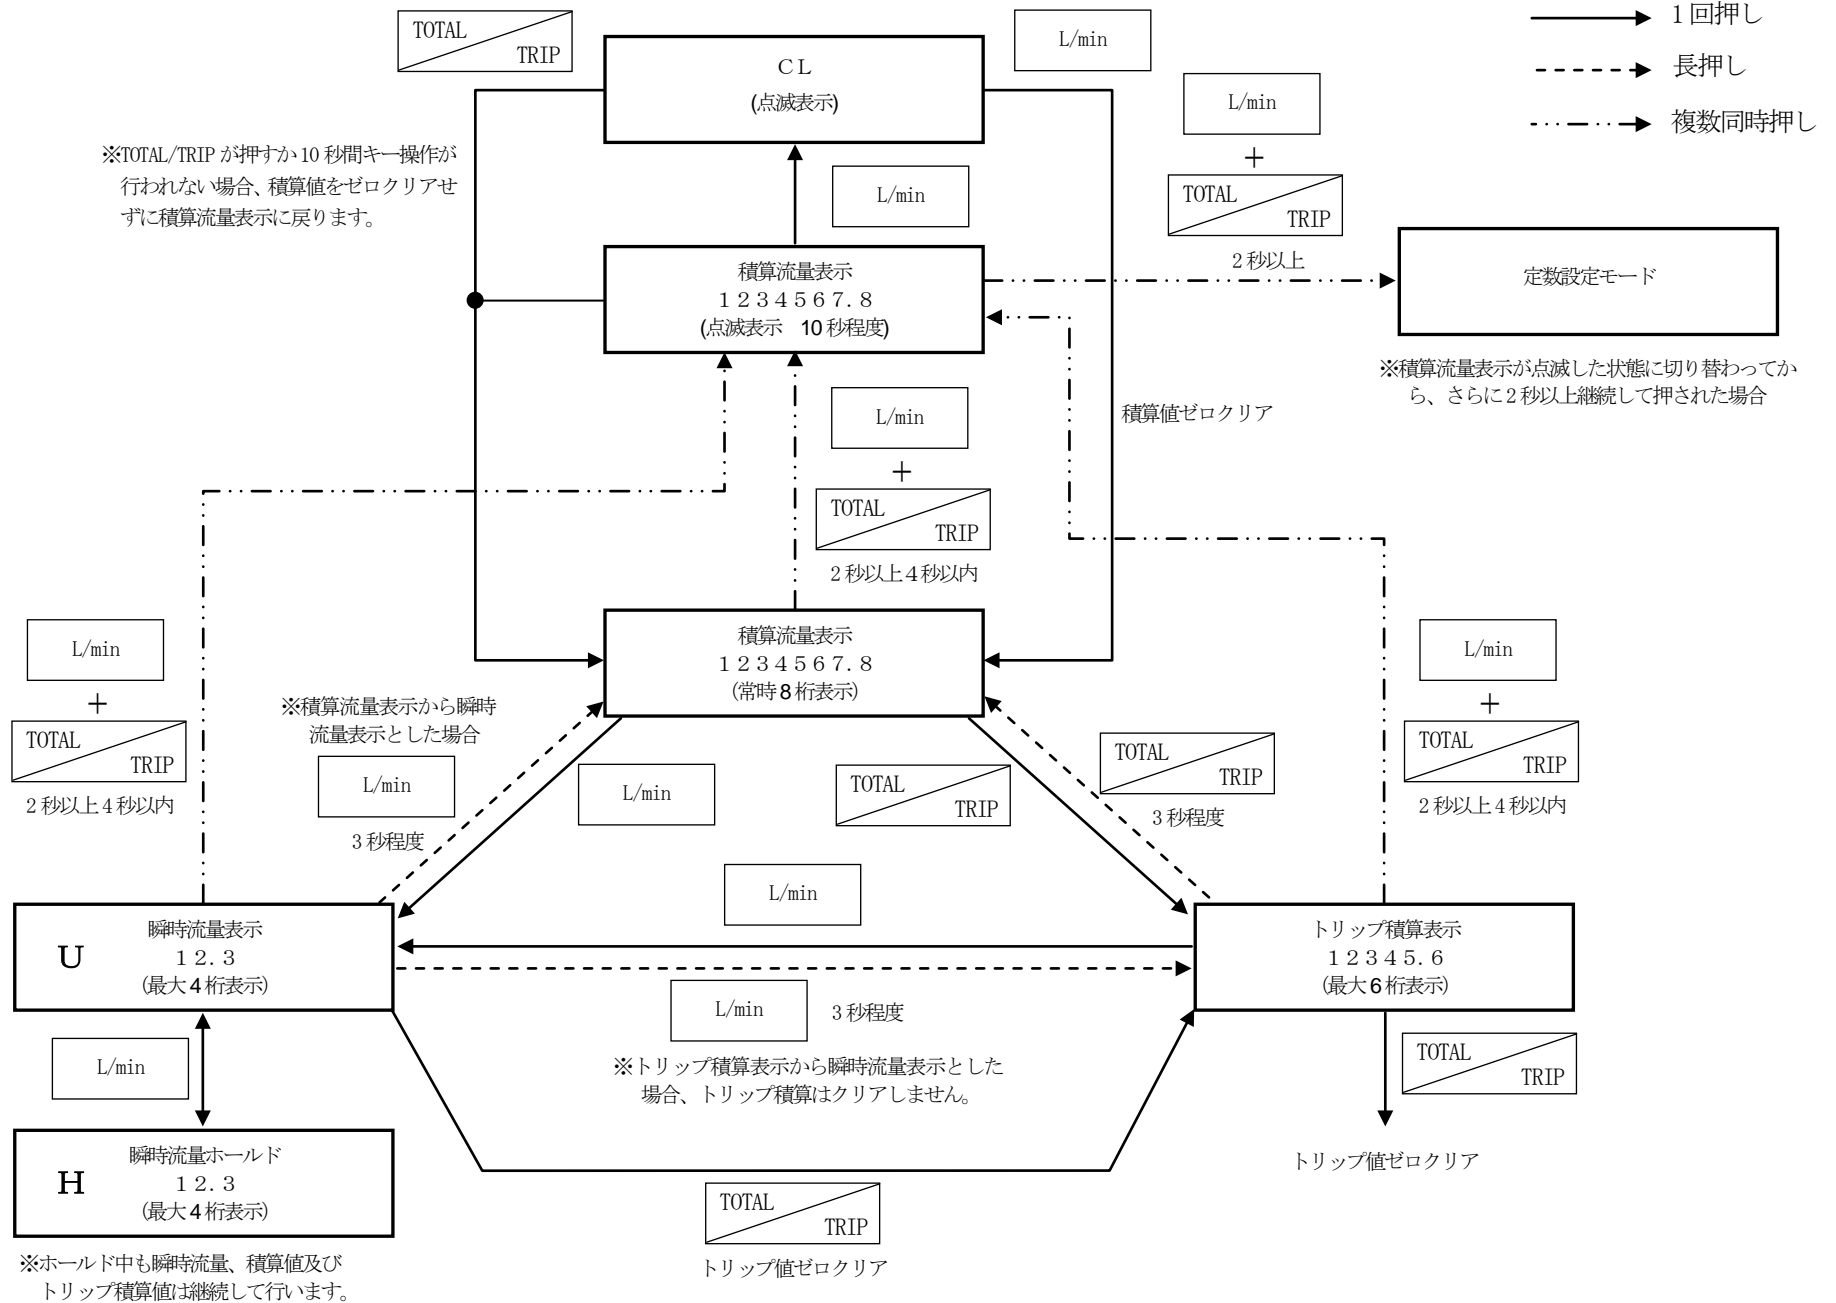 TOTAL
TRIP
CL
(点滅表示)
L/min
1回押し
長押し
複数同時押し
L/min
+
TOTAL
TRIP
2秒以上
※TOTAL/TRIP が押すか 10 秒間キー操作が
行われない場合、積算値をゼロクリアせ
ずに積算流量表示に戻ります。
L/min
積算流量表示
1234567.8
(点滅表示 10 秒程度)
定数設定モード
※積算流量表示が点滅した状態に切り替わってか
ら、さらに 2 秒以上継続して押された場合
L/min
+
TOTAL
TRIP
2 秒以上4 秒以内
積算値ゼロクリア
積算流量表示
1234567.8
(常時 8 桁表示)
L/min
+
TOTAL
TRIP
2 秒以上 4 秒以内
※積算流量表示から瞬時
流量表示とした場合
L/min
3 秒程度
L/min
TOTAL
TRIP
TOTAL
TRIP
3 秒程度
L/min
+
TOTAL
TRIP
2 秒以上 4 秒以内
L/min
U
瞬時流量表示
12.3
(最大 4 桁表示)
トリップ積算表示
12345.6
(最大 6 桁表示)
L/min
3 秒程度
※トリップ積算表示から瞬時流量表示とした
場合、トリップ積算はクリアしません。
L/min
TOTAL
TRIP
トリップ値ゼロクリア
H
瞬時流量ホールド
12.3
(最大 4 桁表示)
TOTAL
TRIP
トリップ値ゼロクリア
※ホールド中も瞬時流量、積算値及び
トリップ積算値は継続して行います。